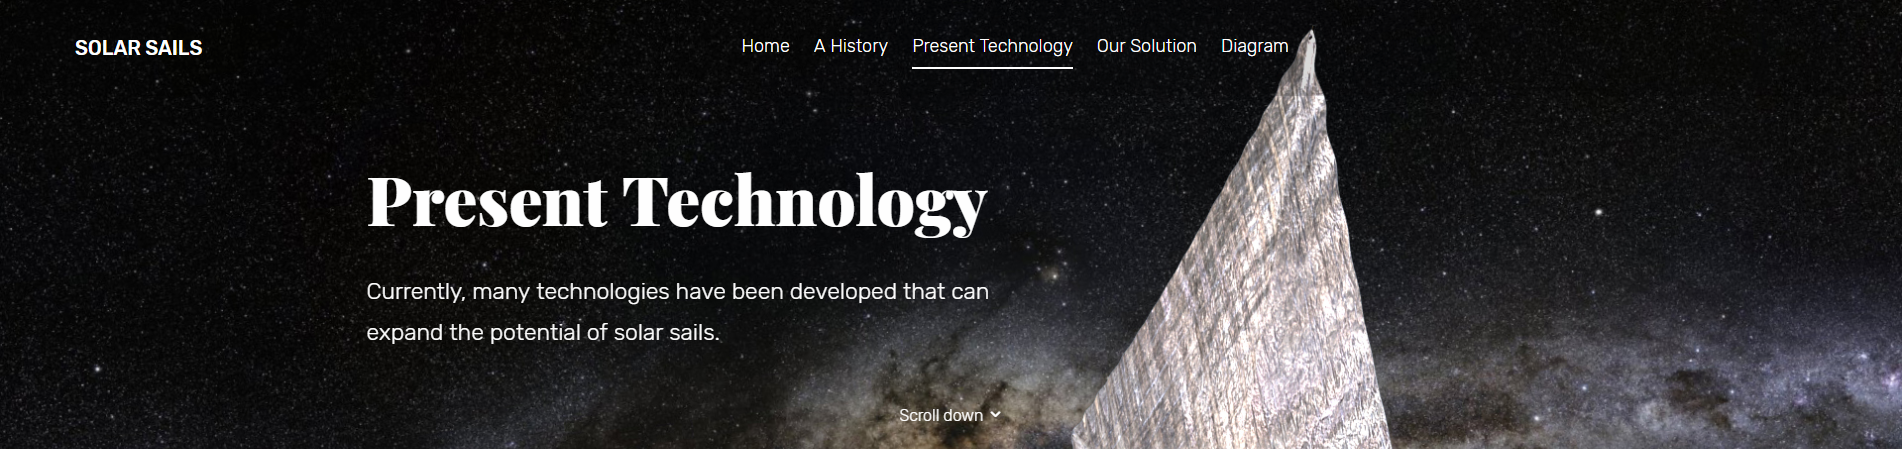 SOLAR SAILS
Home A History Present Technology Our Solution Diagram
Present Technology
Currently, many technologies have been developed that can
expand the potential of solar sails.
Scroll down